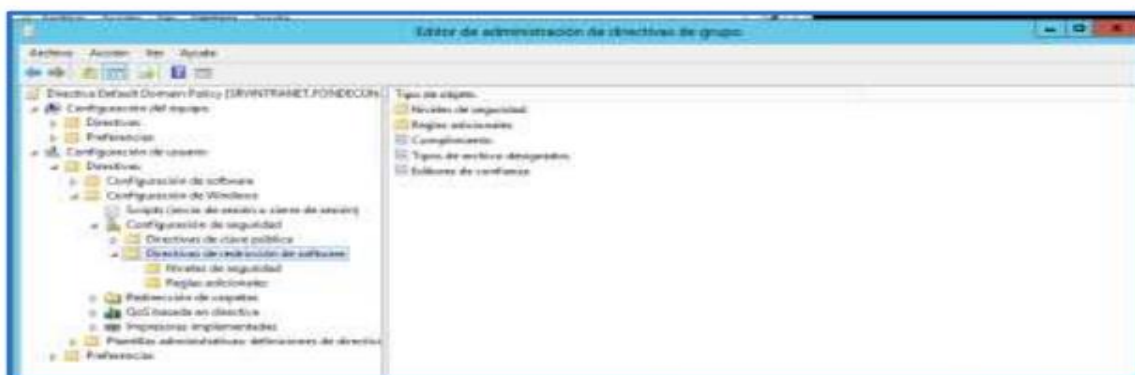 Editor de administración de directivas de grupo
Archivo Acción Ver Ayuda
Directiva Default Domain Policy [SRVINTRANET.FONDECON
Configuración del equipo
Directivas
Preferencias
Configuración de usuario
Directivas
Configuración de software
Configuración de Windows
Scripts (inicio de sesión o cierre de sesión)
Configuración de seguridad
Directivas de clave pública
Directivas de restricción de software
Niveles de seguridad
Reglas adicionales
Redirección de carpetas
QoS basada en directiva
Impresoras implementadas
Plantillas administrativas: definiciones de directiv
Preferencias
Tipo de objeto
Niveles de seguridad
Reglas adicionales
Cumplimiento
Tipos de archivo designados
Editores de confianza